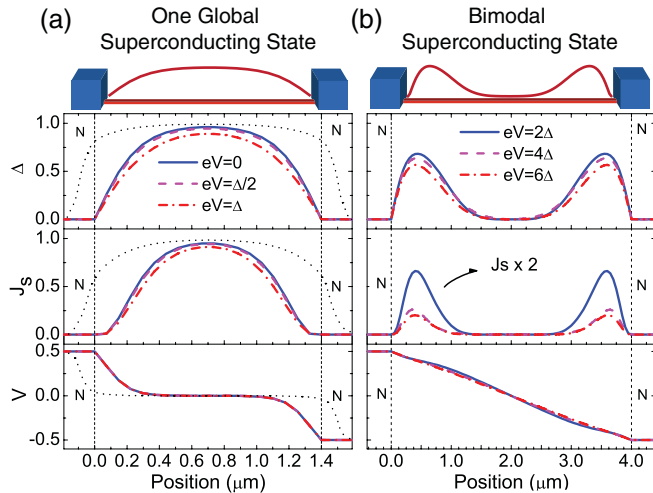 (a)
One Global
Superconducting State
(b)
Bimodal
Superconducting State
N
N
1.0
0.5
0.0
Δ
eV=0
eV=Δ/2
eV=Δ
N
N
1.0
0.5
0.0
Js
N
N
0.5
0.0
-0.5
V
0.0 0.2 0.4 0.6 0.8 1.0 1.2 1.4
Position (μm)
N
N
eV=2Δ
eV=4Δ
eV=6Δ
N
N
Js x 2
N
N
0.0 1.0 2.0 3.0 4.0
Position (μm)